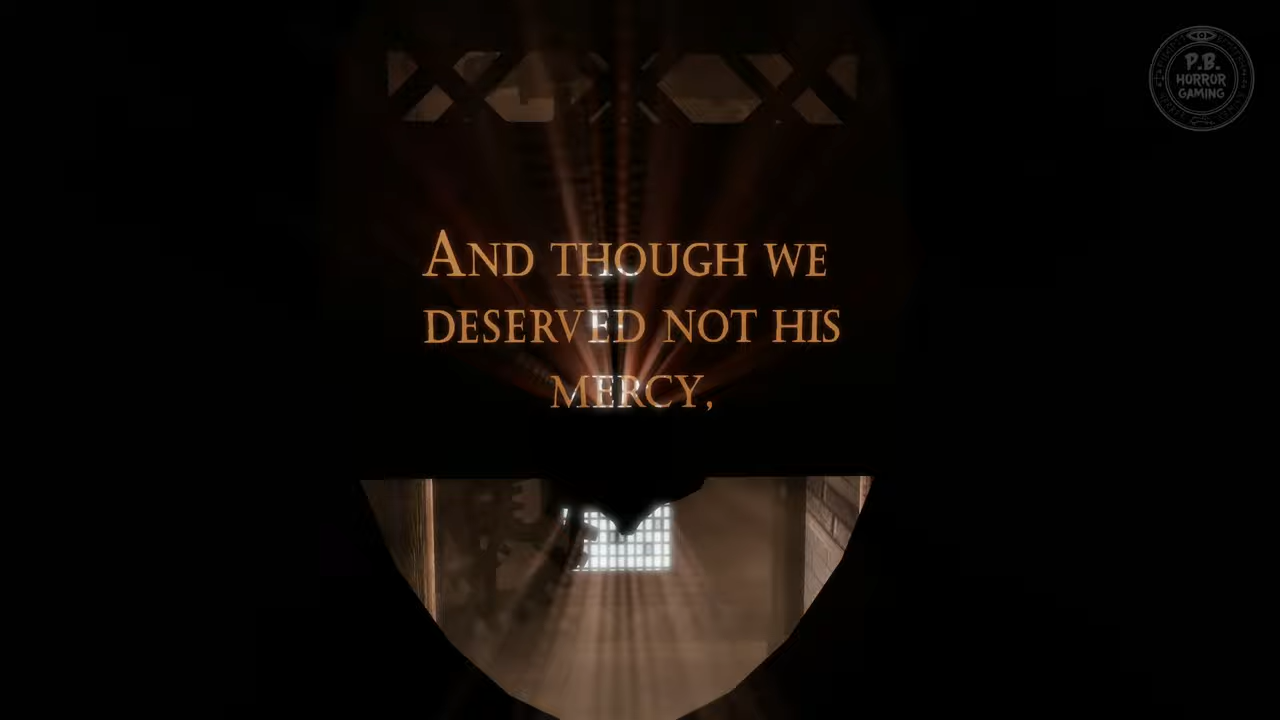 P.B.
HORROR
GAMING
AND THOUGH WE
DESERVED NOT HIS
MERCY,